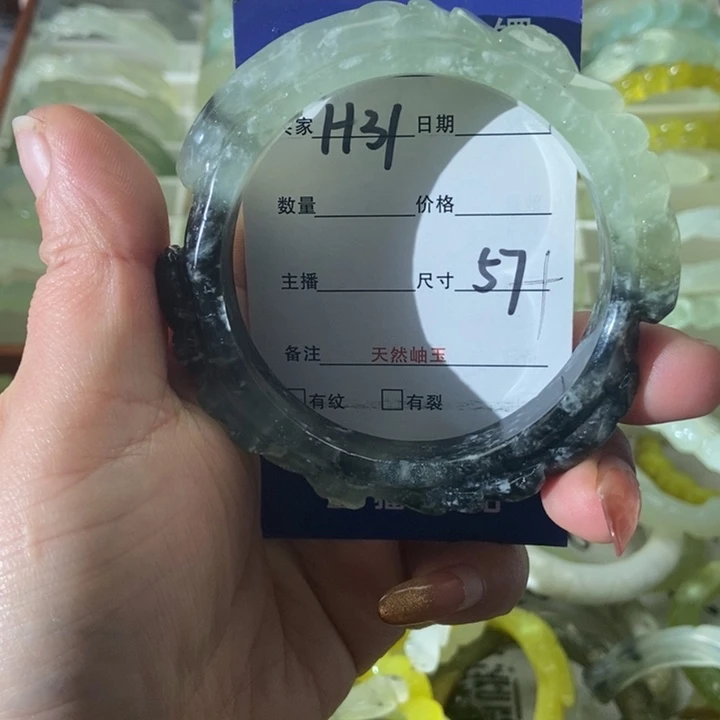 家 H31 日期
数量 价格
主播 尺寸 57+
备注 天然岫玉
有纹 有裂